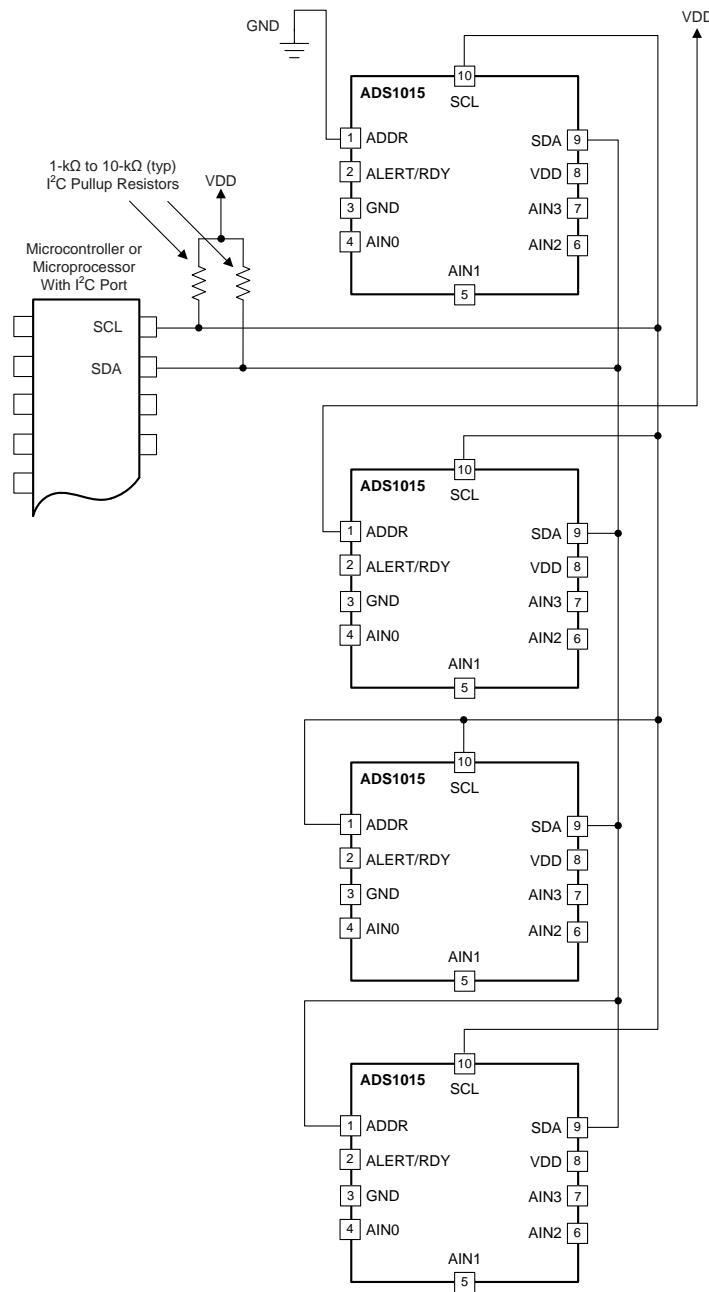 GND
VDD
10
ADS1015
SCL
1 ADDR
SDA 9
2 ALERT/RDY
VDD 8
3 GND
AIN3 7
4 AIN0
AIN2 6
AIN1
5
1-kΩ to 10-kΩ (typ)
I²C Pullup Resistors
VDD
Microcontroller or
Microprocessor
With I²C Port
SCL
SDA
10
ADS1015
SCL
1 ADDR
SDA 9
2 ALERT/RDY
VDD 8
3 GND
AIN3 7
4 AIN0
AIN2 6
AIN1
5
10
ADS1015
SCL
1 ADDR
SDA 9
2 ALERT/RDY
VDD 8
3 GND
AIN3 7
4 AIN0
AIN2 6
AIN1
5
10
ADS1015
SCL
1 ADDR
SDA 9
2 ALERT/RDY
VDD 8
3 GND
AIN3 7
4 AIN0
AIN2 6
AIN1
5